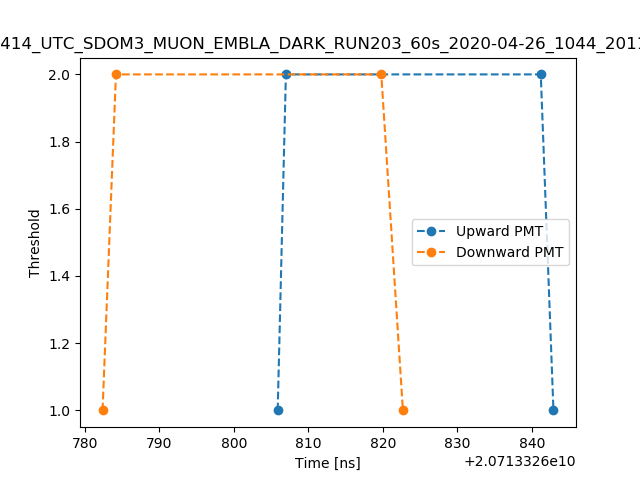 414_UTC_SDOM3_MUON_EMBLA_DARK_RUN203_60s_2020-04-26_1044_201
2.0
1.8
1.6
1.4
1.2
1.0
Threshold
Upward PMT
Downward PMT
780 790 800 810 820 830 840
Time [ns]
+2.0713326e10